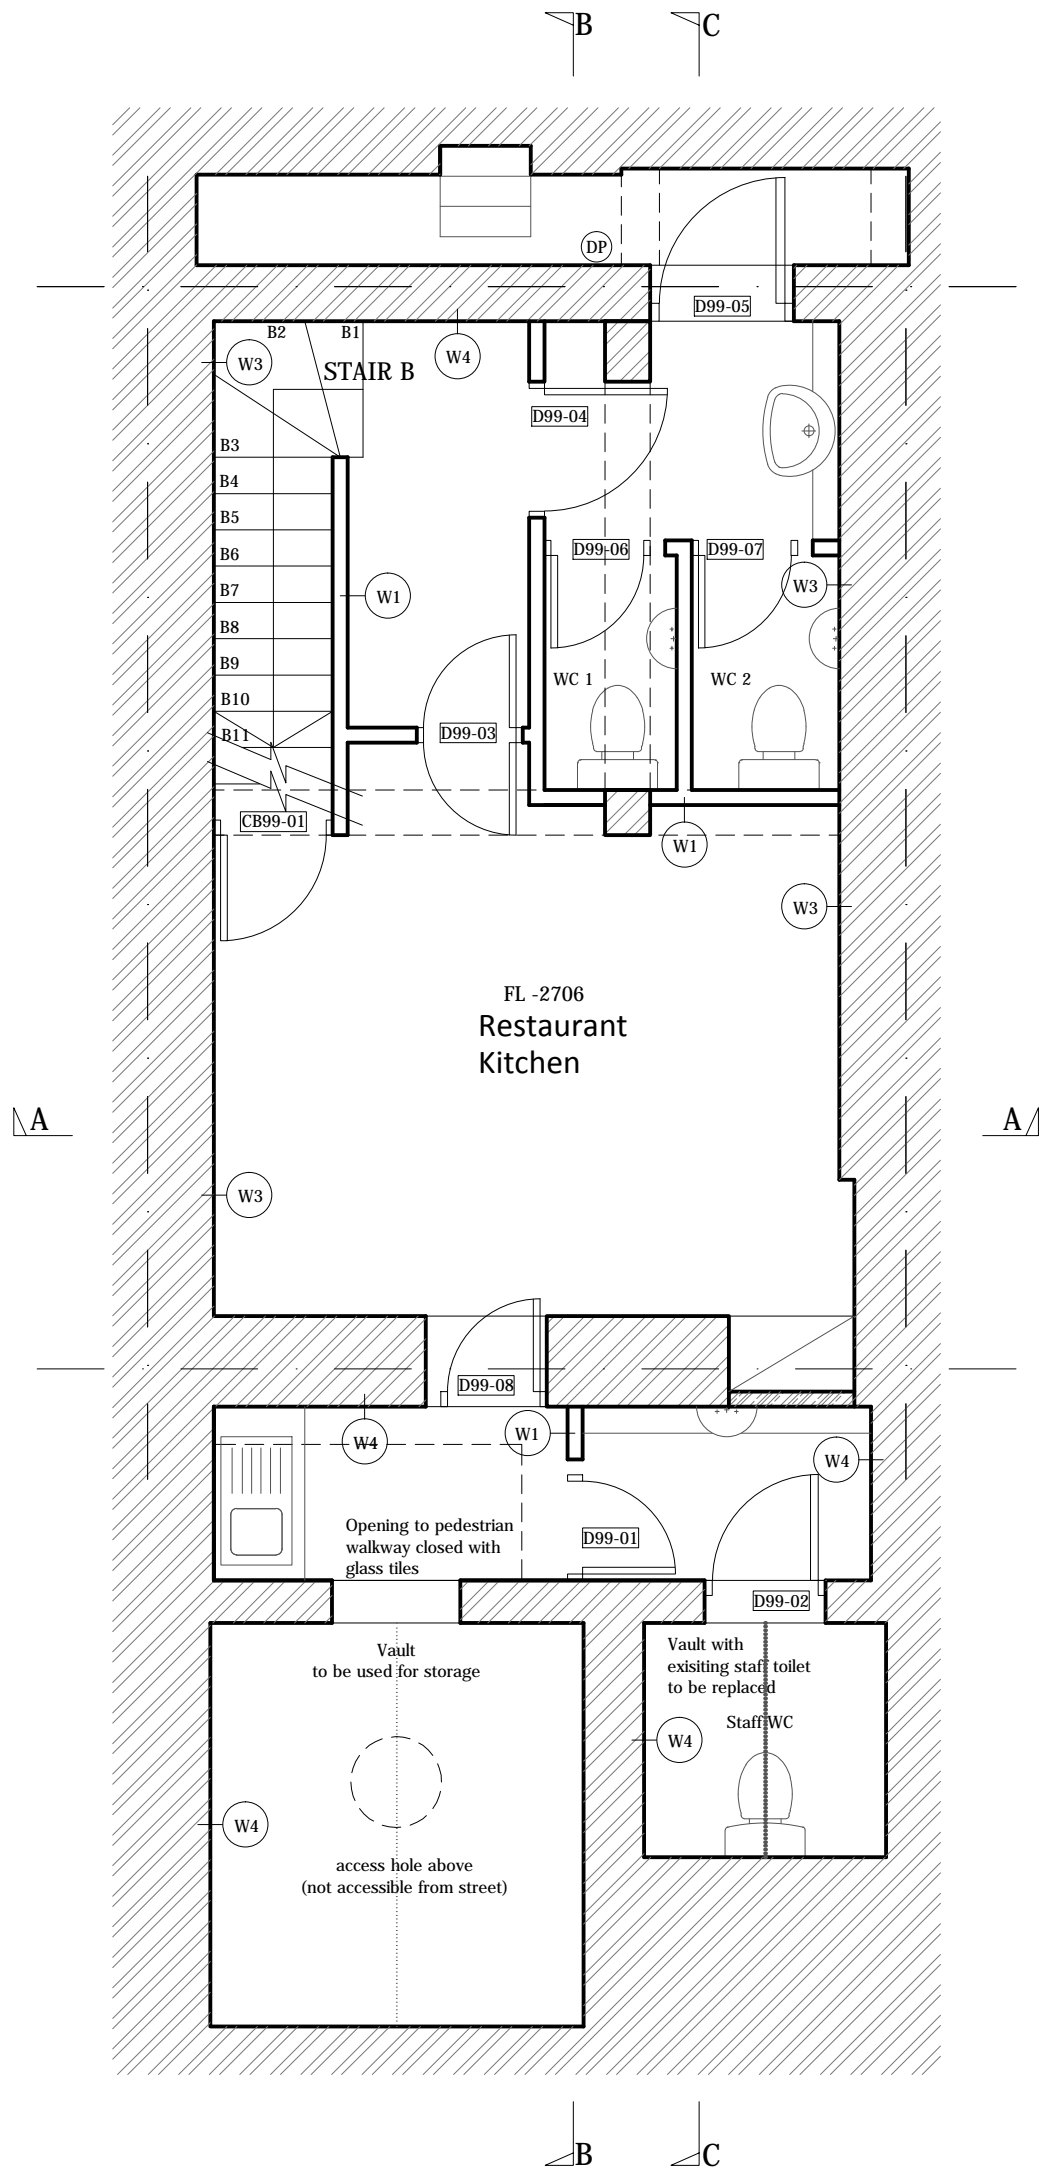 B
C
DP
D99-05
B2
B1
W3
W4
STAIR B
D99-04
B3
B4
B5
D99-06
D99-07
B6
W3
B7
W1
B8
B9
WC 1
WC 2
B10
B11
D99-03
CB99-01
W1
W3
FL -2706
Restaurant
Kitchen
A
A
W3
D99-08
W4
W1
W4
Opening to pedestrian
walkway closed with
glass tiles
D99-01
D99-02
Vault
to be used for storage
Vault with
exisiting staff toilet
to be replaced
Staff WC
W4
W4
access hole above
(not accessible from street)
B
C